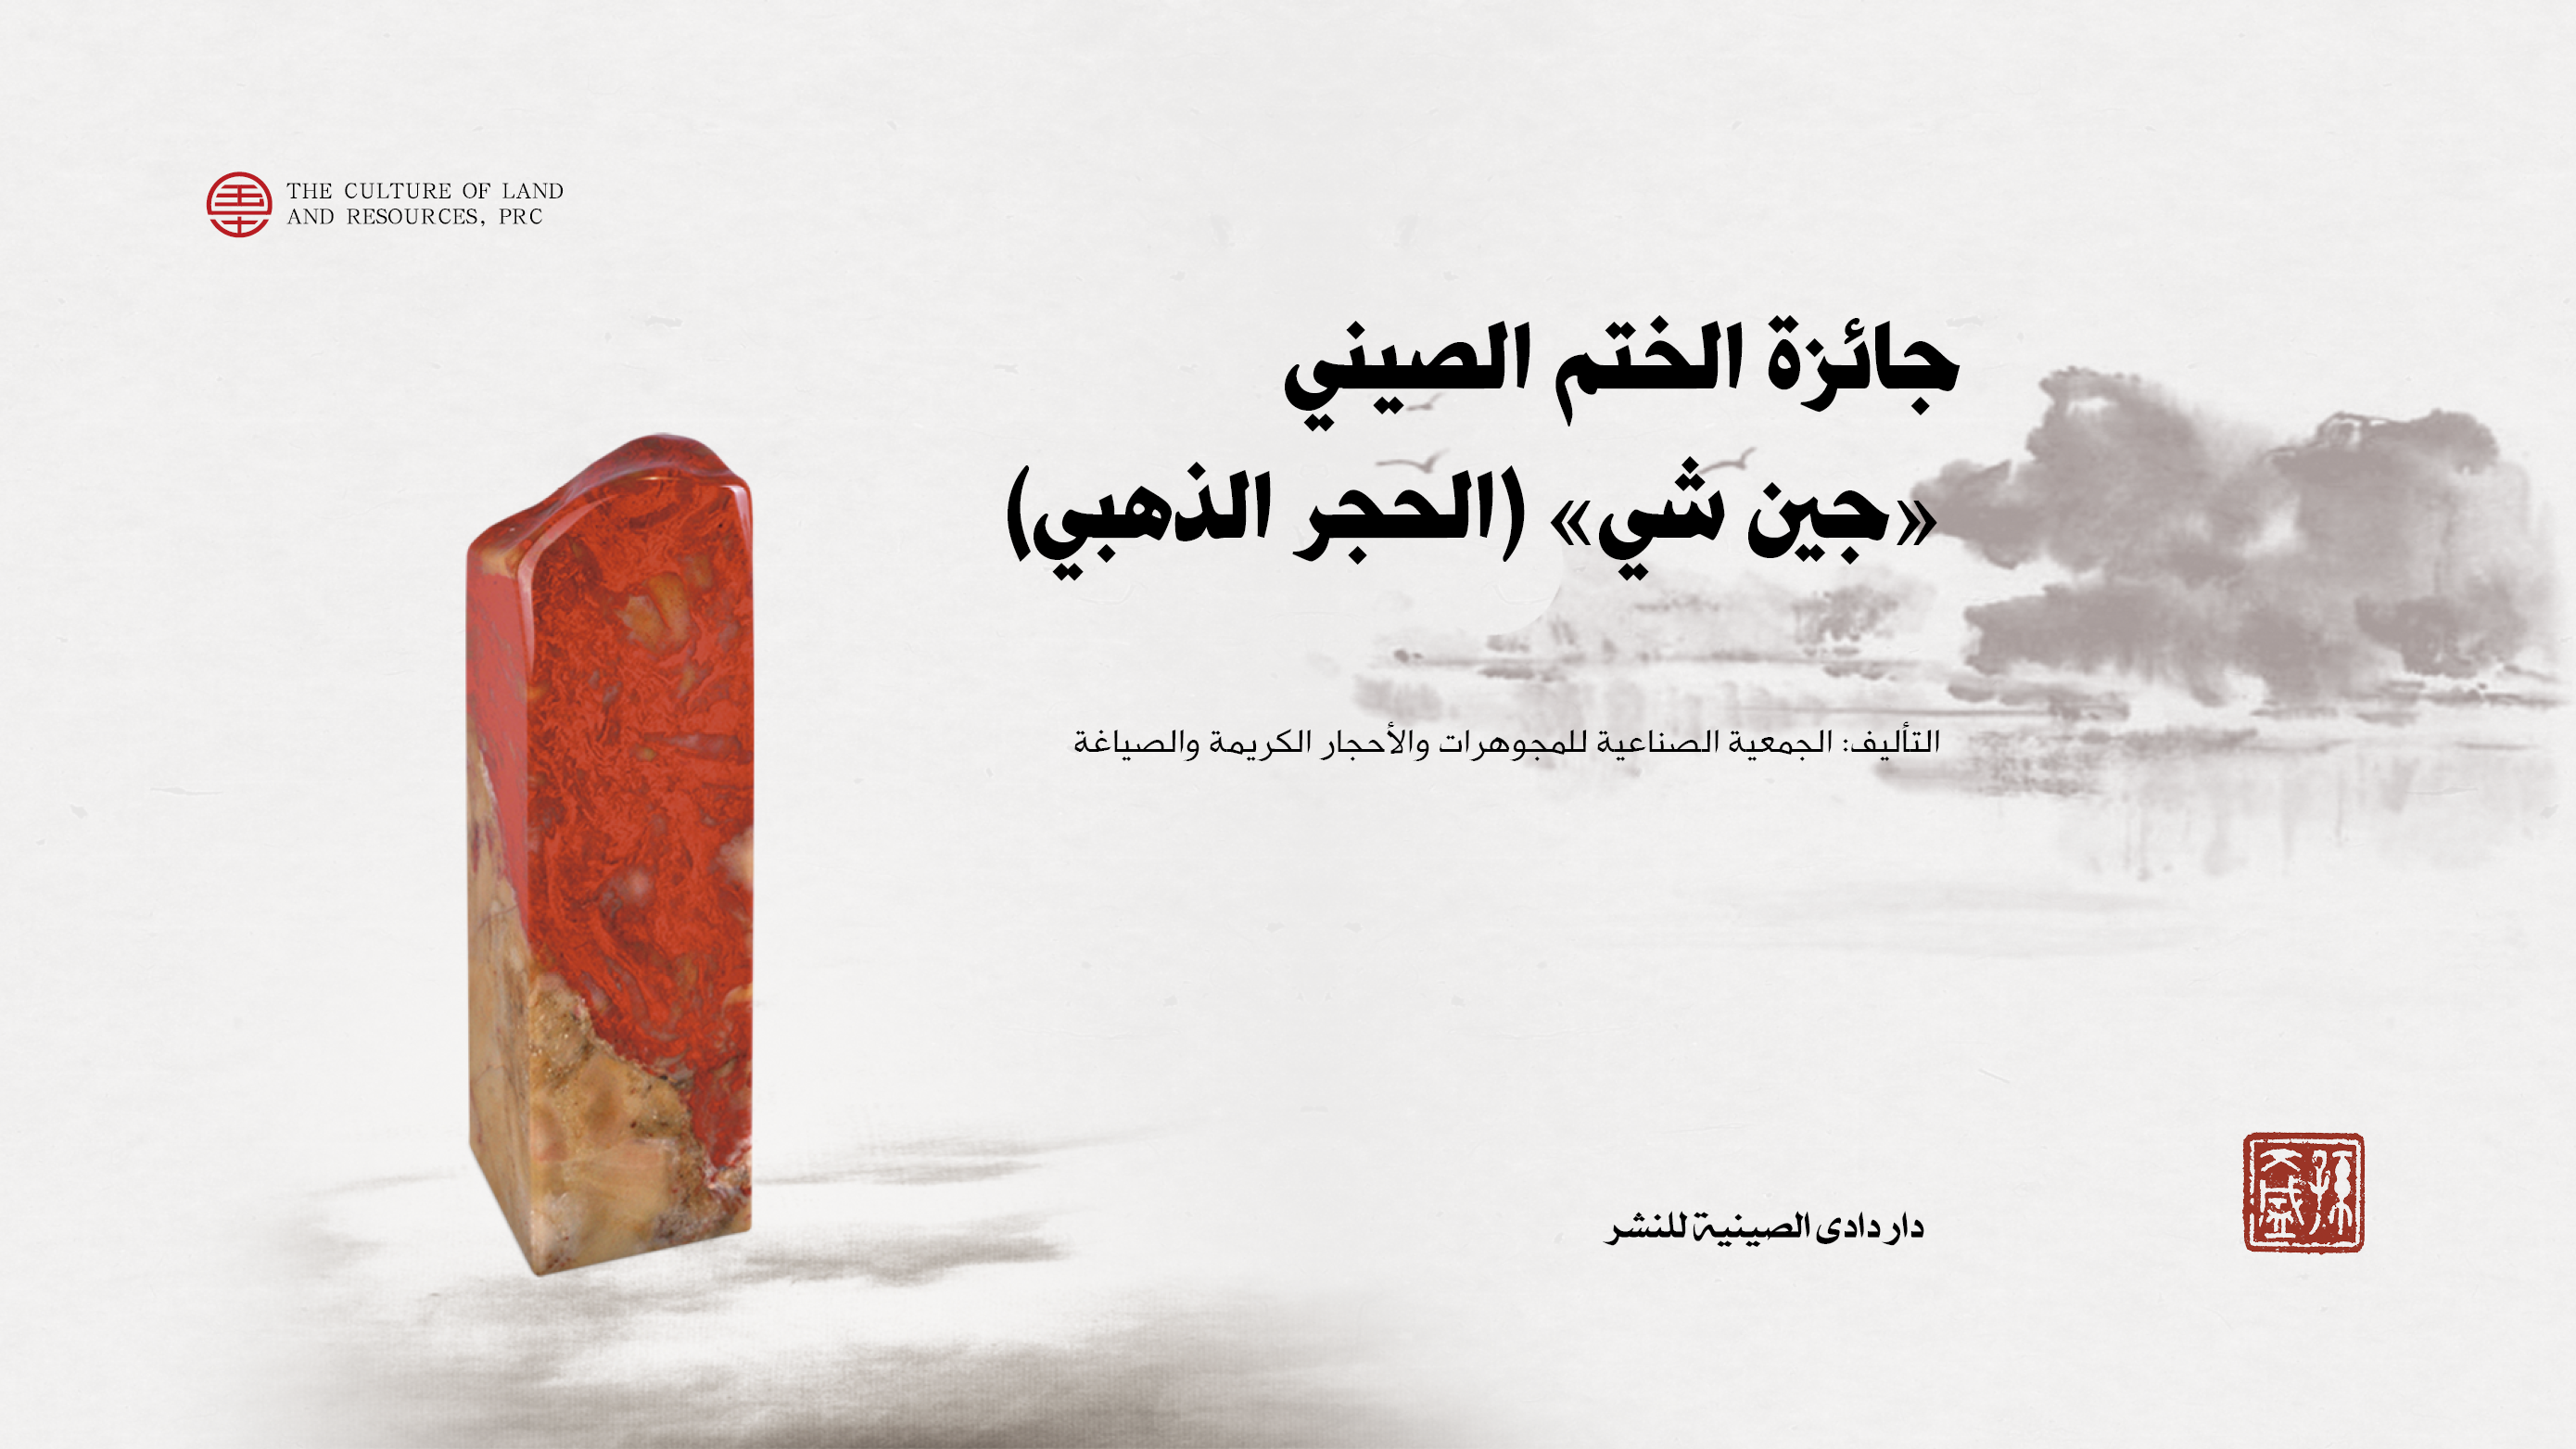 THE CULTURE OF LAND
AND RESOURCES, PRC
جائزة الختم الصيني
«جين شي» (الحجر الذهبي)
التأليف: الجمعية الصناعية للمجوهرات والأحجار الكريمة والصياغة
دار دادى الصينية للنشر